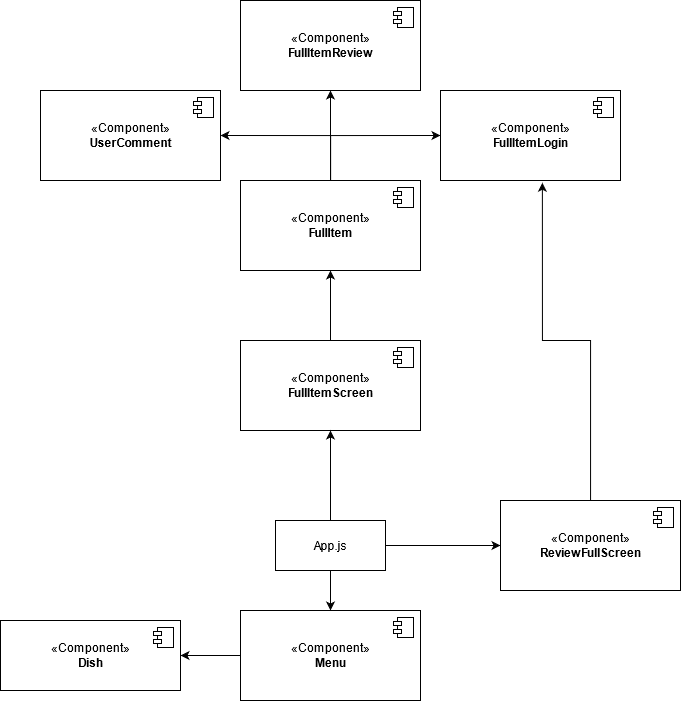 «Component»
FullItemReview
«Component»
UserComment
«Component»
FullItemLogin
«Component»
FullItem
«Component»
FullItemScreen
App.js
«Component»
ReviewFullScreen
«Component»
Dish
«Component»
Menu